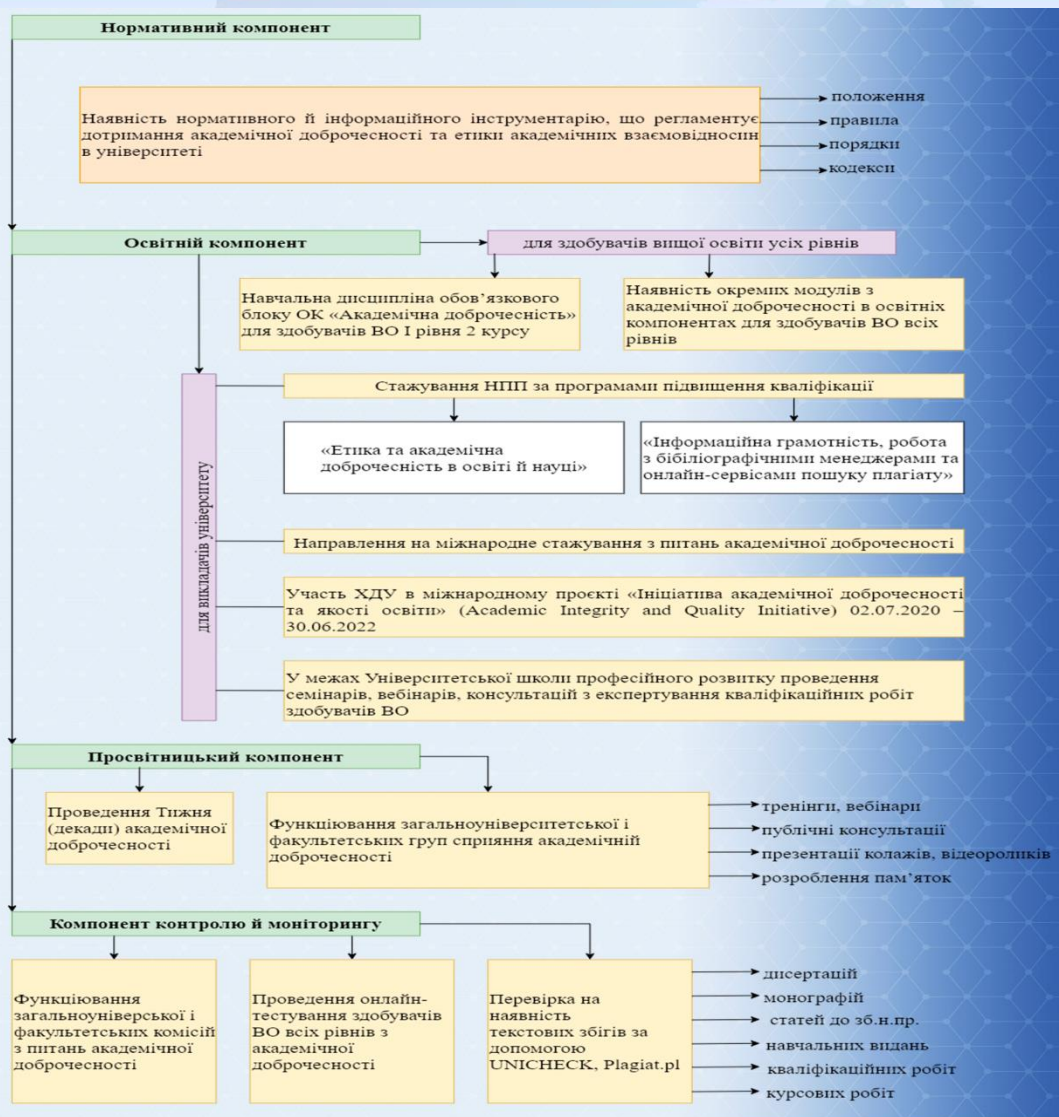 Нормативний компонент
Наявність нормативного й інформаційного інструментарію, що регламентує
дотримання академічної доброчесності та етики академічних взаємовідносин
в університеті
положення
правила
порядки
кодекси
Освітній компонент
для здобувачів вищої освіти усіх рівнів
Навчальна дисципліна обов’язкового
блоку ОК «Академічна доброчесність»
для здобувачів ВО І рівня 2 курсу
Наявність окремих модулів з
академічної доброчесності в освітніх
компонентах для здобувачів ВО всіх
рівнів
для викладачів університету
Стажування НПП за програмами підвищення кваліфікації
«Етика та академічна
доброчесність в освіті й науці»
«Інформаційна грамотність, робота
з бібіліографічними менеджерами та
онлайн-сервісами пошуку плагіату»
Направлення на міжнародне стажування з питань академічної доброчесності
Участь ХДУ в міжнародному проєкті «Ініціатива академічної доброчесності
та якості освіти» (Academic Integrity and Quality Initiative) 02.07.2020 –
30.06.2022
У межах Університетської школи професійного розвитку проведення
семінарів, вебінарів, консультацій з експертування кваліфікаційних робіт
здобувачів ВО
Просвітницький компонент
Проведення Тижня
(декади) академічної
доброчесності
Функціювання загальноуніверситетської і
факультетських груп сприяння академічній
доброчесності
тренінги, вебінари
публічні консультації
презентації колажів, відеороликів
розроблення пам’яток
Компонент контролю й моніторингу
Функціювання
загальноуніверської і
факультетських комісій
з питань академічної
доброчесності
Проведення онлайн-
тестування здобувачів
ВО всіх рівнів з
академічної
доброчесності
Перевірка на
наявність
текстових збігів за
допомогою
UNICHECK, Plagiat.pl
дисертацій
монографій
статей до зб.н.пр.
навчальних видань
кваліфікаційних робіт
курсових робіт